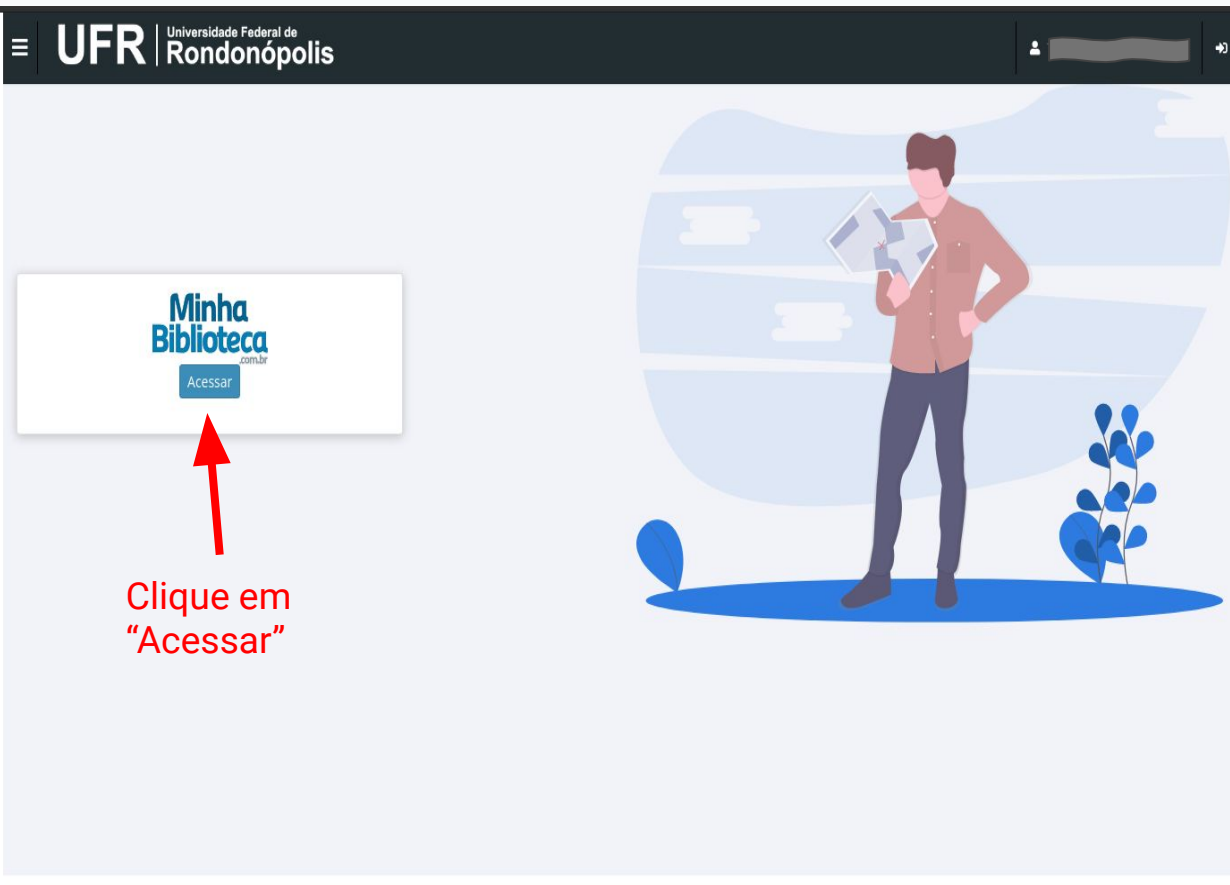 UFR Universidade Federal de
Rondonópolis
Minha
Biblioteca
.com.br
Acessar
Clique em
“Acessar”